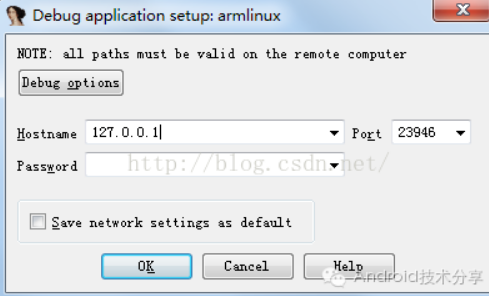 Debug application setup: armlinux
NOTE: all paths must be valid on the remote computer
Debug options
Hostname 127.0.0.1 Port 23946
Password
http://blog.csdn.net/
Save network settings as default
OK Cancel Help
Android技术分享